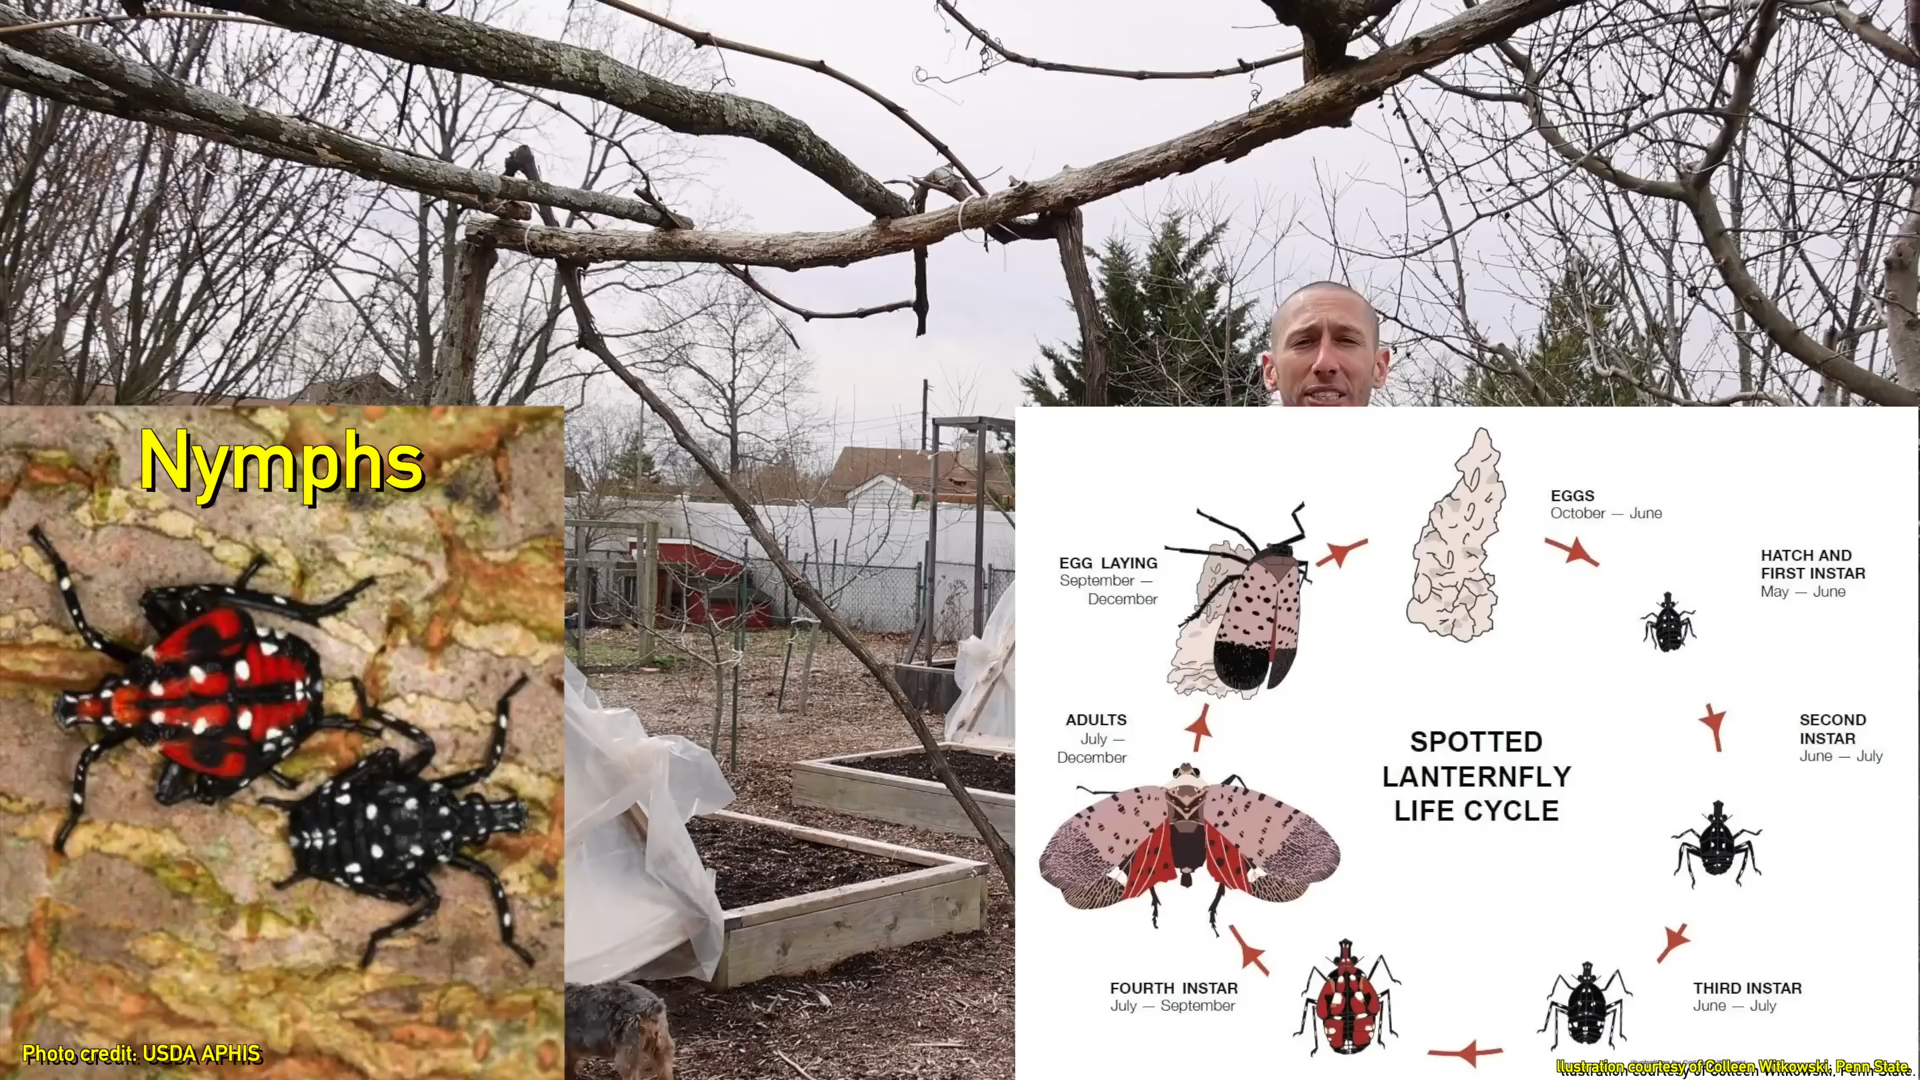 Nymphs
Photo credit: USDA APHIS
EGGS
October — June
HATCH AND
FIRST INSTAR
May — June
SECOND
INSTAR
June — July
THIRD INSTAR
June — July
FOURTH INSTAR
July — September
ADULTS
July —
December
EGG LAYING
September —
December
SPOTTED
LANTERNFLY
LIFE CYCLE
Illustration courtesy of Colleen Witkowski, Penn State.